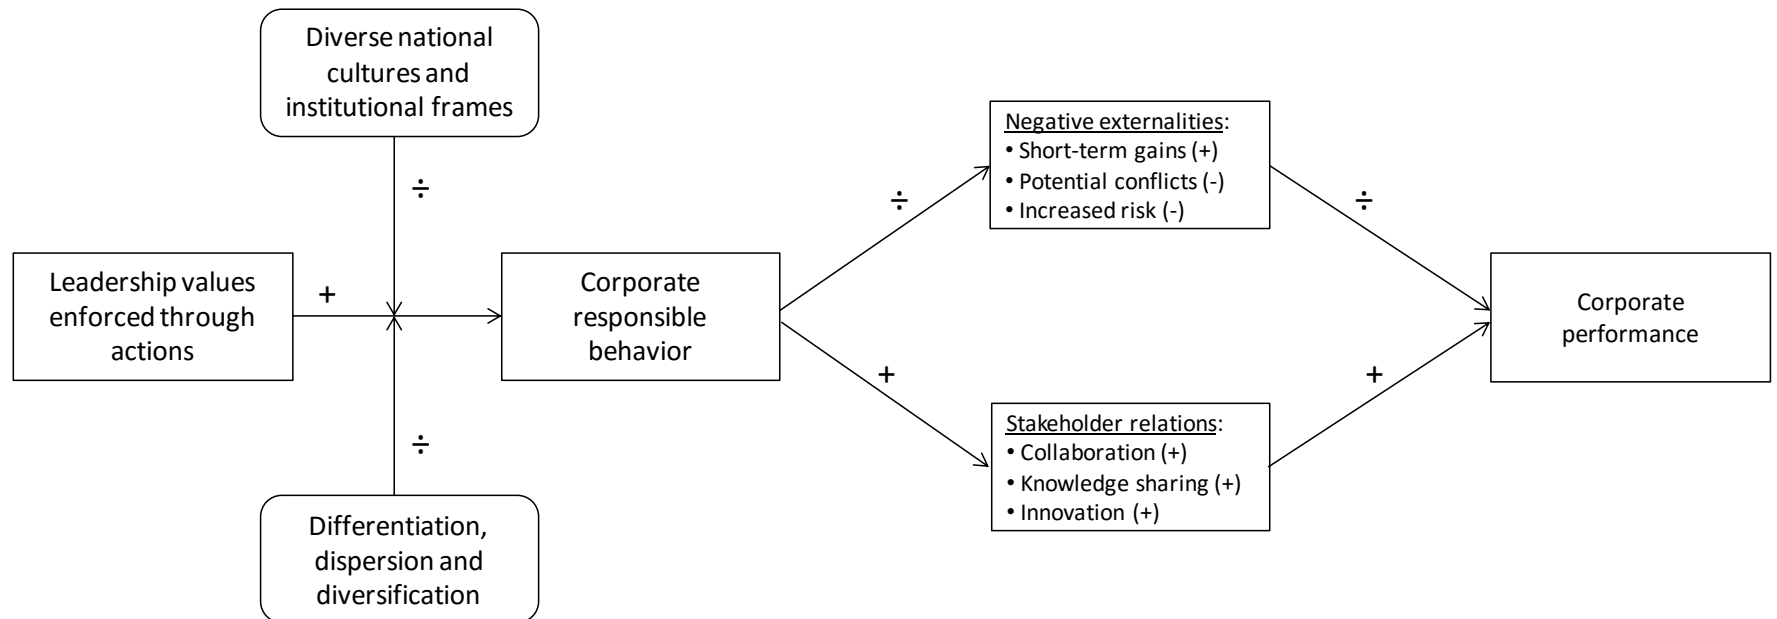 Diverse national
cultures and
institutional frames
÷
Leadership values
enforced through
actions
+
÷
Differentiation,
dispersion and
diversification
Corporate
responsible
behavior
÷
+
Negative externalities:
• Short-term gains (+)
• Potential conflicts (-)
• Increased risk (-)
Stakeholder relations:
• Collaboration (+)
• Knowledge sharing (+)
• Innovation (+)
÷
+
Corporate
performance